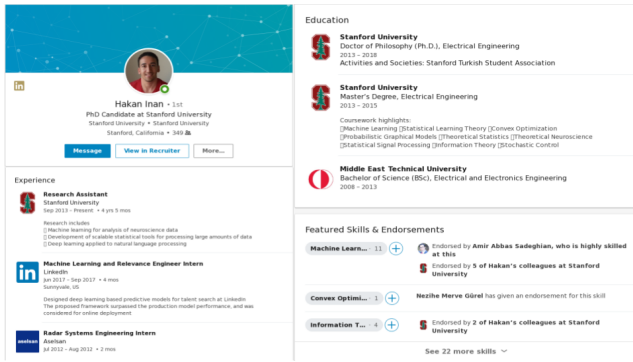 Hakan Inan • 1st
PhD Candidate at Stanford University
Stanford University • Stanford University
Stanford, California • 349
Message
View in Recruiter
More...
Experience
Research Assistant
Stanford University
Sep 2013 – Present • 4 yrs 5 mos
Research includes
Machine learning for analysis of neuroscience data
Development of scalable statistical tools for processing large amounts of data
Deep learning applied to natural language processing
in
Machine Learning and Relevance Engineer Intern
LinkedIn
Jun 2017 – Sep 2017 • 4 mos
Sunnyvale, US
Designed deep learning based predictive models for talent search at LinkedIn
The proposed framework surpassed the production model performance, and was
considered for online deployment
aselsan
Radar Systems Engineering Intern
Aselsan
Jul 2012 – Aug 2012 • 2 mos
Education
Stanford University
Doctor of Philosophy (Ph.D.), Electrical Engineering
2013 – 2018
Activities and Societies: Stanford Turkish Student Association
Stanford University
Master's Degree, Electrical Engineering
2013 – 2015
Coursework highlights:
Machine Learning Statistical Learning Theory Convex Optimization
Probabilistic Graphical Models Theoretical Statistics Theoretical Neuroscience
Statistical Signal Processing Information Theory Stochastic Control
Middle East Technical University
Bachelor of Science (BSc), Electrical and Electronics Engineering
2008 – 2013
Featured Skills & Endorsements
Machine Learn... · 11
Endorsed by Amir Abbas Sadeghian, who is highly skilled
at this
Endorsed by 5 of Hakan's colleagues at Stanford
University
Convex Optimi... · 1
Nezihe Merve Gürel has given an endorsement for this skill
Information T... · 4
Endorsed by 2 of Hakan's colleagues at Stanford
University
See 22 more skills